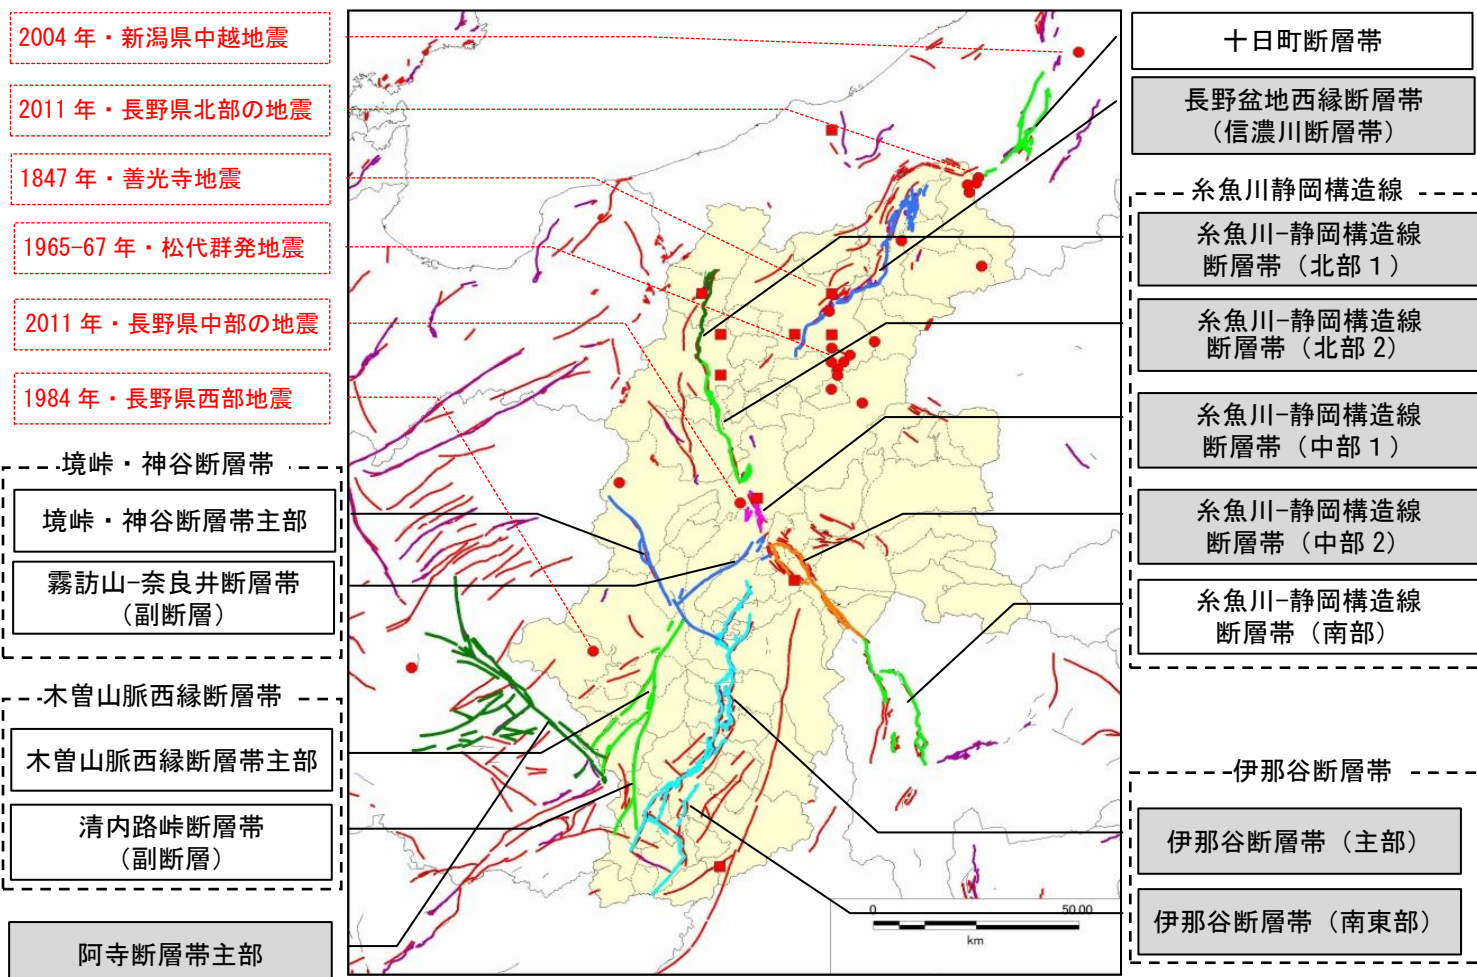 2004 年・新潟県中越地震
2011 年・長野県北部の地震
1847 年・善光寺地震
1965-67 年・松代群発地震
2011 年・長野県中部の地震
1984 年・長野県西部地震
境峠・神谷断層帯
境峠・神谷断層帯主部
霧訪山-奈良井断層帯
(副断層)
木曽山脈西縁断層帯
木曽山脈西縁断層帯主部
清内路峠断層帯
(副断層)
阿寺断層帯主部
十日町断層帯
長野盆地西縁断層帯
(信濃川断層帯)
糸魚川静岡構造線
糸魚川-静岡構造線
断層帯（北部１）
糸魚川-静岡構造線
断層帯（北部 2）
糸魚川-静岡構造線
断層帯（中部１）
糸魚川-静岡構造線
断層帯（中部 2）
糸魚川-静岡構造線
断層帯（南部）
伊那谷断層帯
伊那谷断層帯（主部）
伊那谷断層帯（南東部）
0 50.00
km